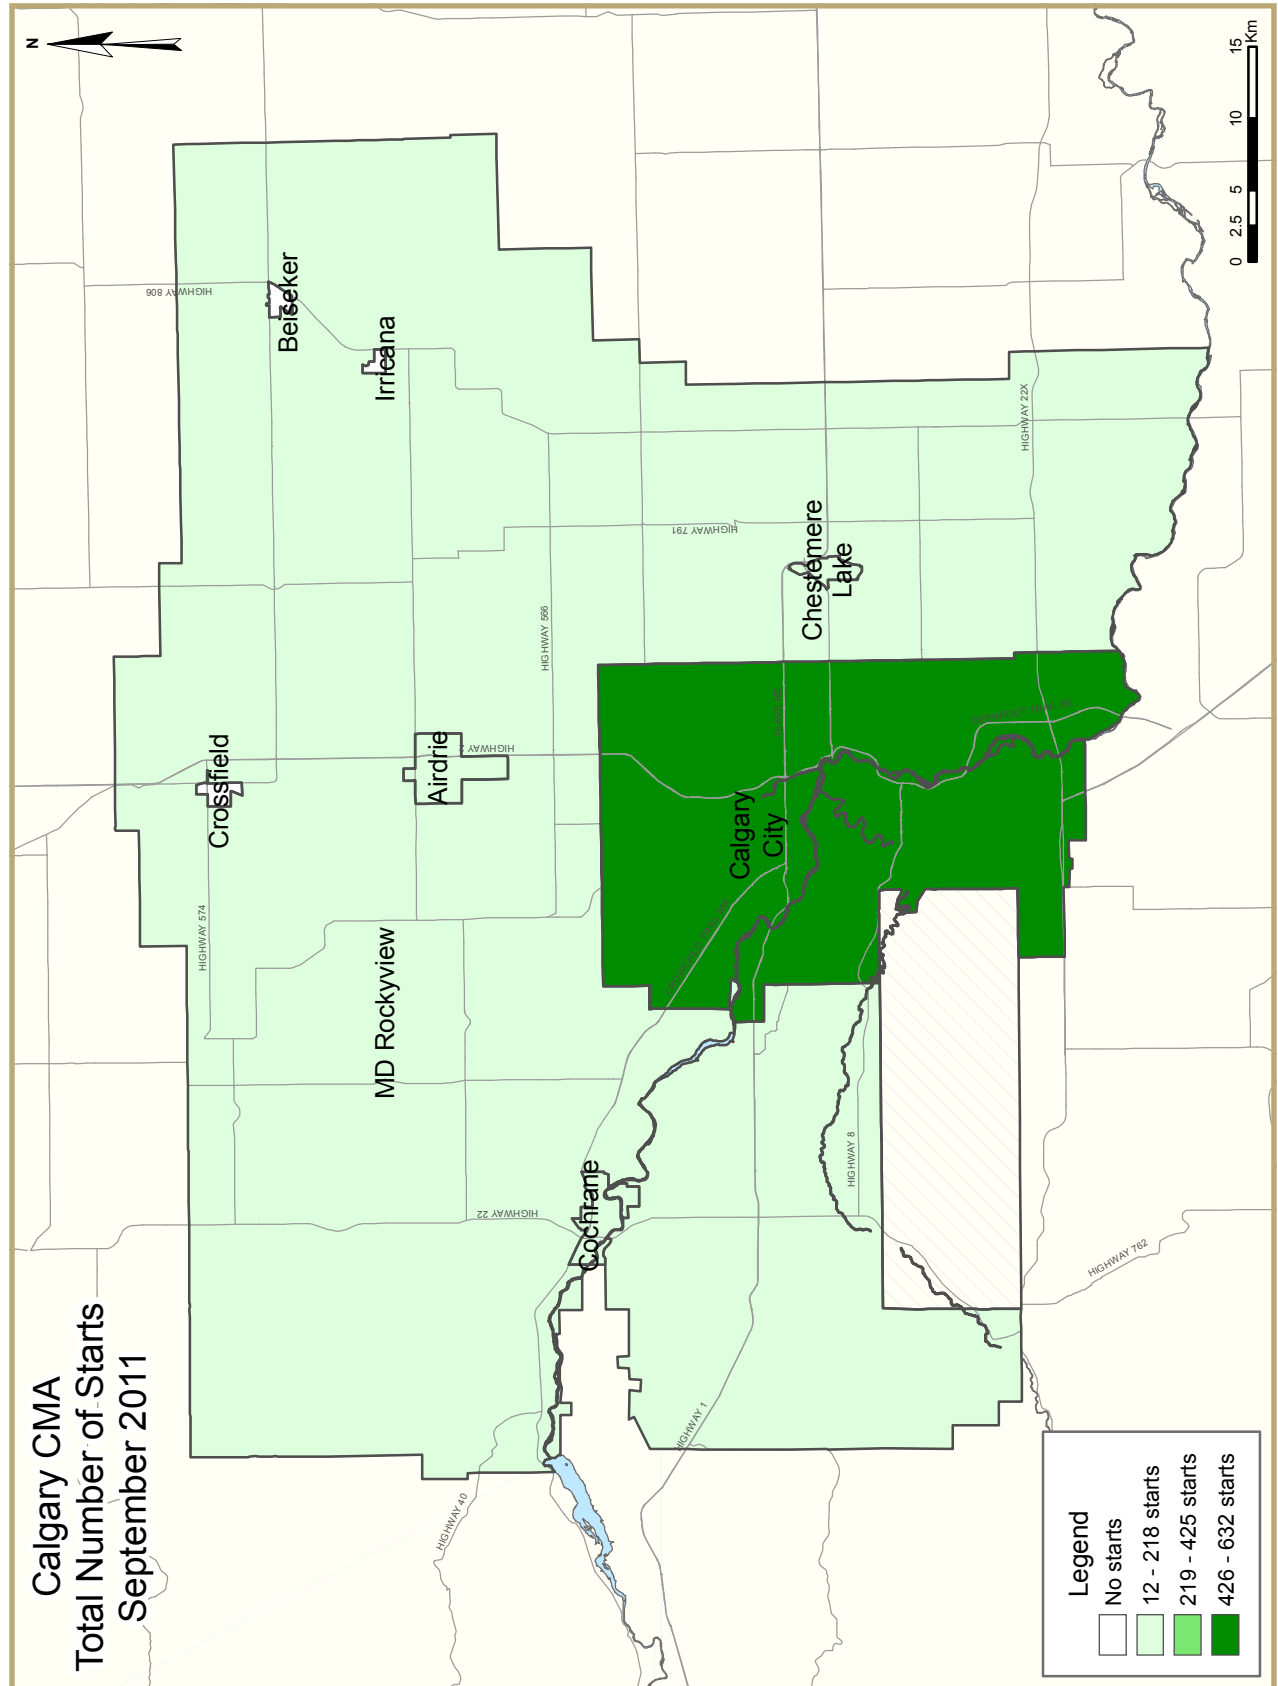 Calgary CMA
Total Number of Starts
September 2011
N
HIGHWAY 806
Beiseker
Irricana
Crossfield
HIGHWAY 574
Airdrie
HIGHWAY 2
HIGHWAY 566
HIGHWAY 791
HIGHWAY 22X
Chestemere
Lake
MD Rockyview
Calgary
City
Cochrane
HIGHWAY 22
HIGHWAY 8
HIGHWAY 762
HIGHWAY 1
HIGHWAY 40
Legend
No starts
12 - 218 starts
219 - 425 starts
426 - 632 starts
0 2.5 5 10 15
Km